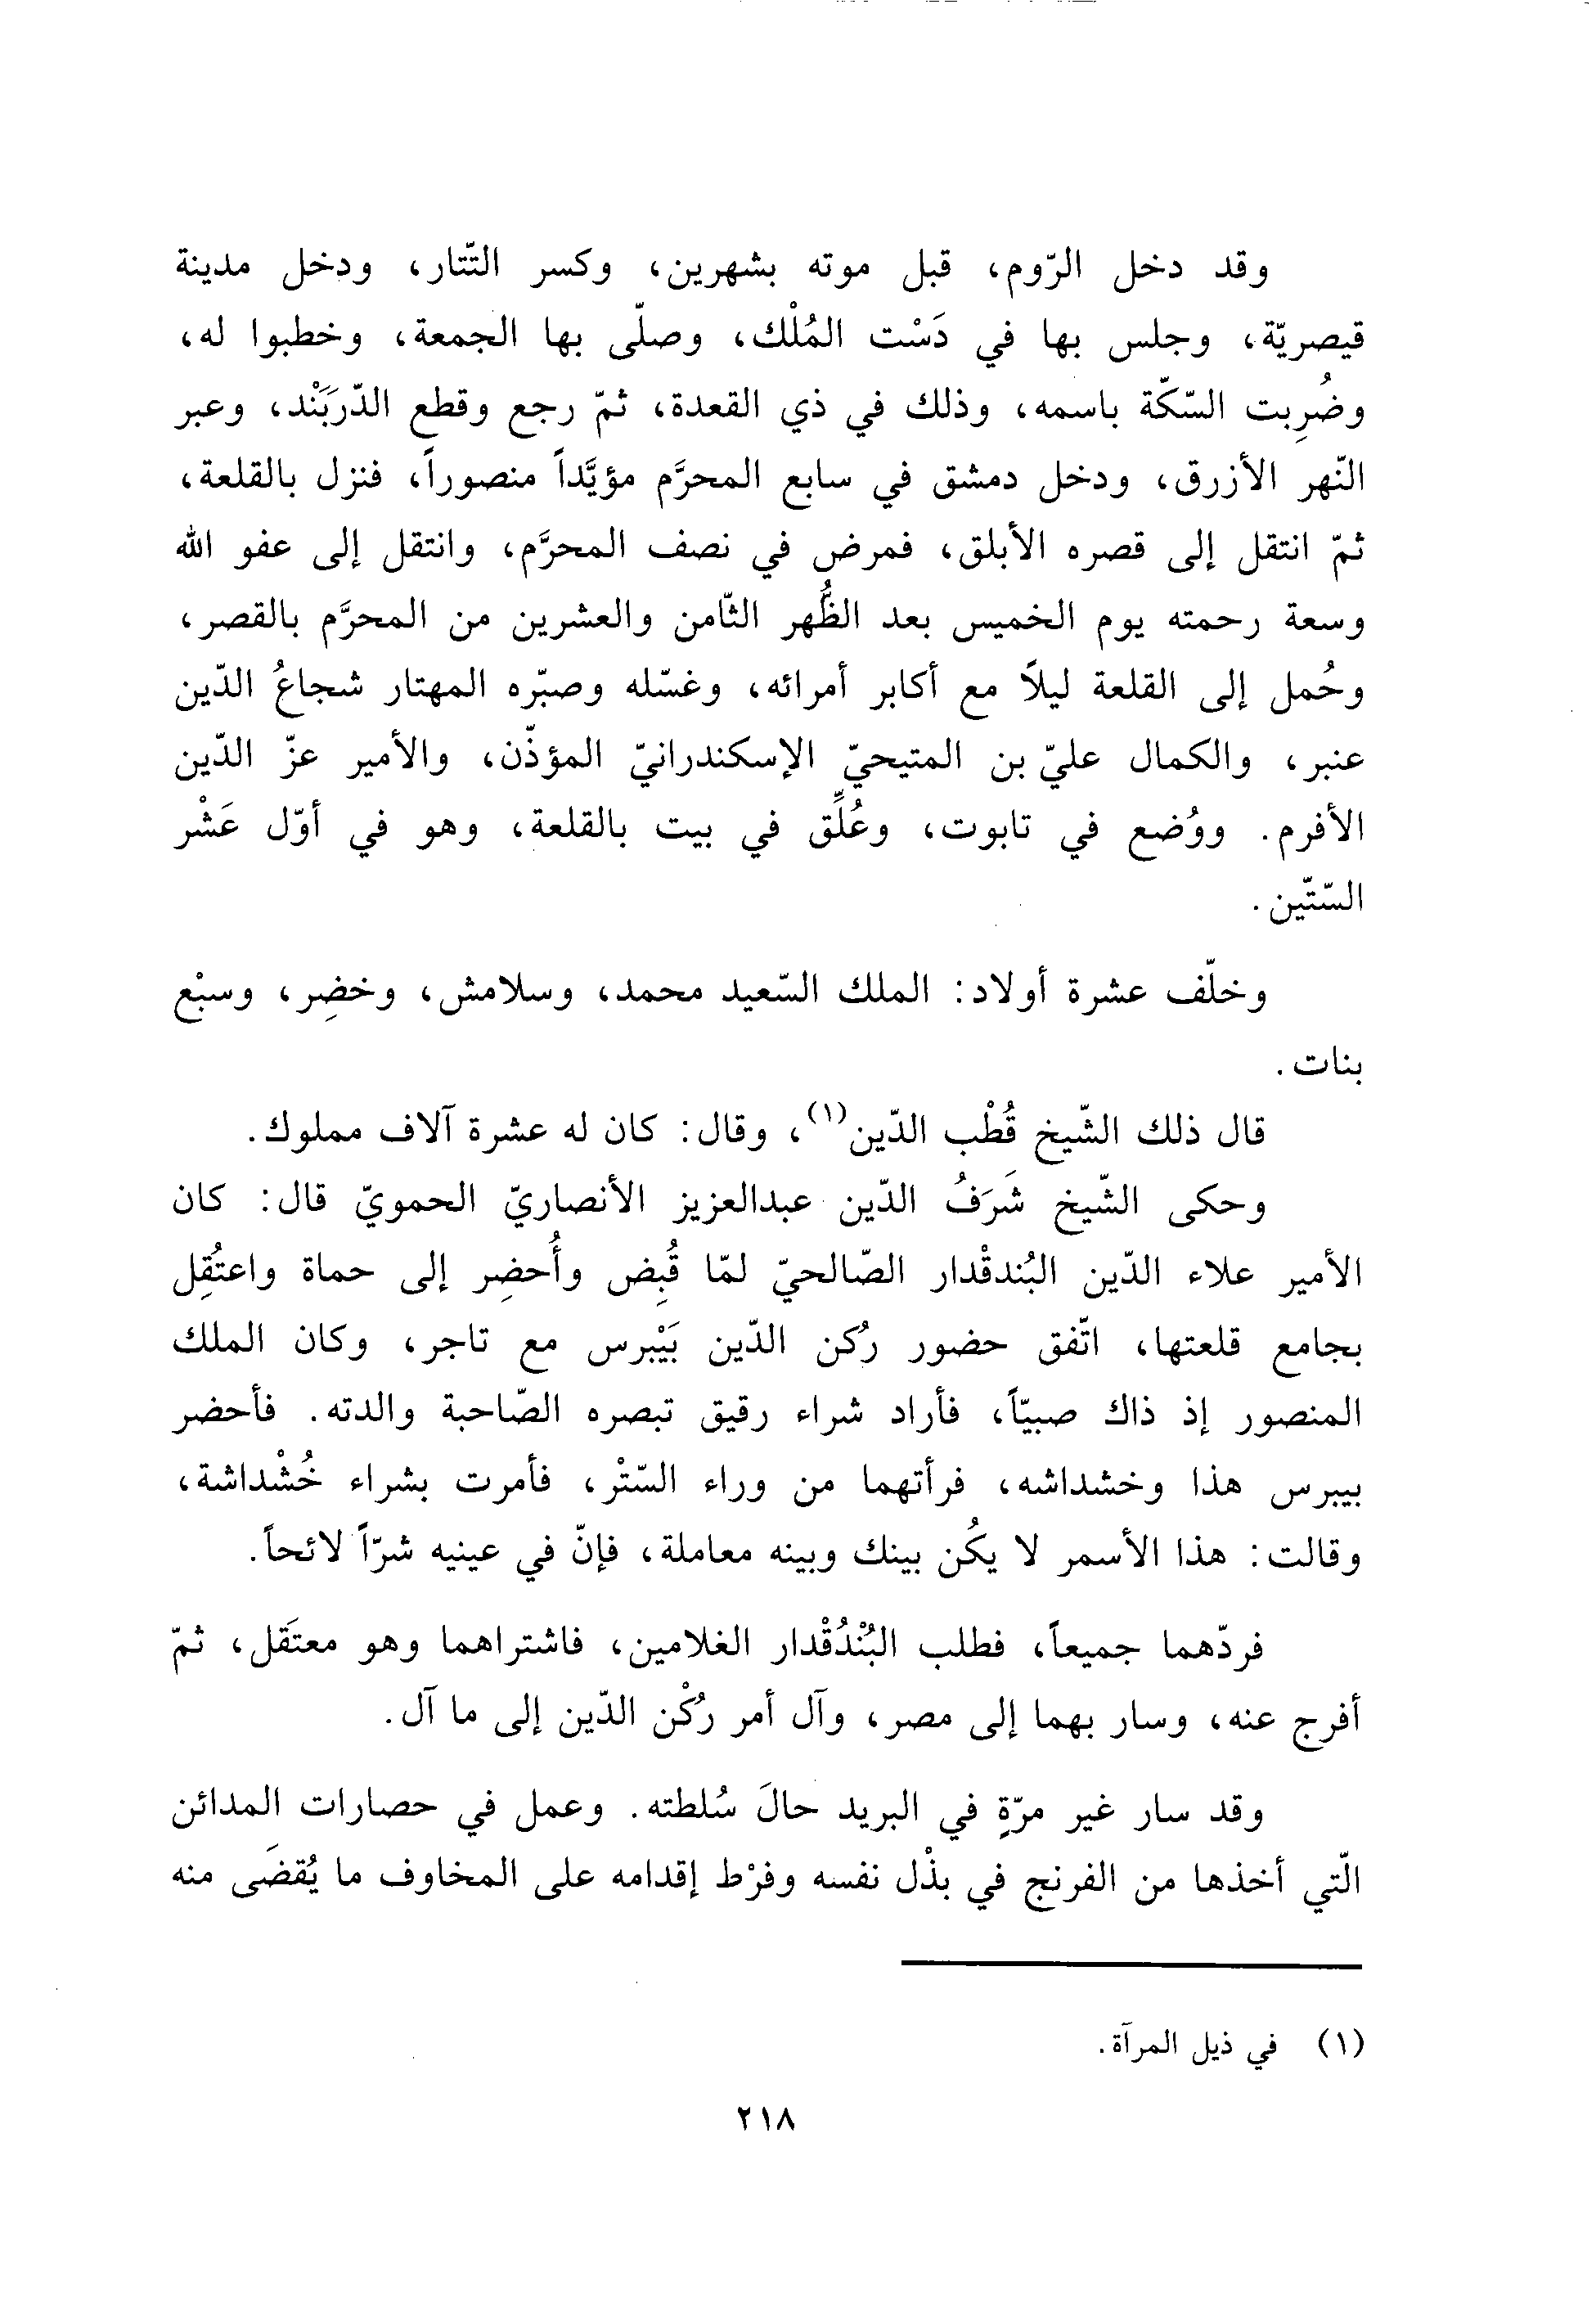 وقد دخل الرّوم، قبل موته بشهرين، وكسر التّتار، ودخل مدينة
قيصريّة، وجلس بها في دَسْت المُلْك، وصلّى بها الجمعة، وخطبوا له،
وضُرِبت السّكّة باسمه، وذلك في ذي القعدة، ثمّ رجع وقطع الدّرَبَنْد، وعبر
النّهر الأزرق، ودخل دمشق في سابع المحرَّم مؤيَّداً منصوراً، فنزل بالقلعة،
ثمّ انتقل إلى قصره الأبلق، فمرض في نصف المحرَّم، وانتقل إلى عفو الله
وسعة رحمته يوم الخميس بعد الظُّهر الثّامن والعشرين من المحرَّم بالقصر،
وحُمل إلى القلعة ليلاً مع أكابر أمرائه، وغسّله وصبّره المهتار شجاعُ الدّين
عنبر، والكمال عليّ بن المتيحيّ الإسكندرانيّ المؤذّن، والأمير عزّ الدّين
الأفرم. ووُضع في تابوت، وعُلِّق في بيت بالقلعة، وهو في أوّل عَشْر
السّتّين.
وخلّف عشرة أولاد: الملك السّعيد محمد، وسلامش، وخضِر، وسبْع
بنات.
قال ذلك الشّيخ قُطْب الدّين(١)، وقال: كان له عشرة آلاف مملوك.
وحكى الشّيخ شَرَفُ الدّين عبدالعزيز الأنصاريّ الحمويّ قال: كان
الأمير علاء الدّين البُندقْدار الصّالحيّ لمّا قُبِض وأُحضِر إلى حماة واعتُقِل
بجامع قلعتها، اتّفق حضور رُكن الدّين بَيْبرس مع تاجر، وكان الملك
المنصور إذ ذاك صبيّاً، فأراد شراء رقيق تبصره الصّاحبة والدته. فأحضر
بيبرس هذا وخشداشه، فرأتهما من وراء السّتْر، فأمرت بشراء خُشْداشة،
وقالت: هذا الأسمر لا يكُن بينك وبينه معاملة، فإنّ في عينيه شرّاً لائحاً.
فردّهما جميعاً، فطلب البُنْدُقْدار الغلامين، فاشتراهما وهو معتَقل، ثمّ
أفرج عنه، وسار بهما إلى مصر، وآل أمر رُكْن الدّين إلى ما آل.
وقد سار غير مرّةٍ في البريد حالَ سُلطته. وعمل في حصارات المدائن
الّتي أخذها من الفرنج في بذْل نفسه وفرْط إقدامه على المخاوف ما يُقضَى منه
(١) في ذيل المرآة.
٢١٨